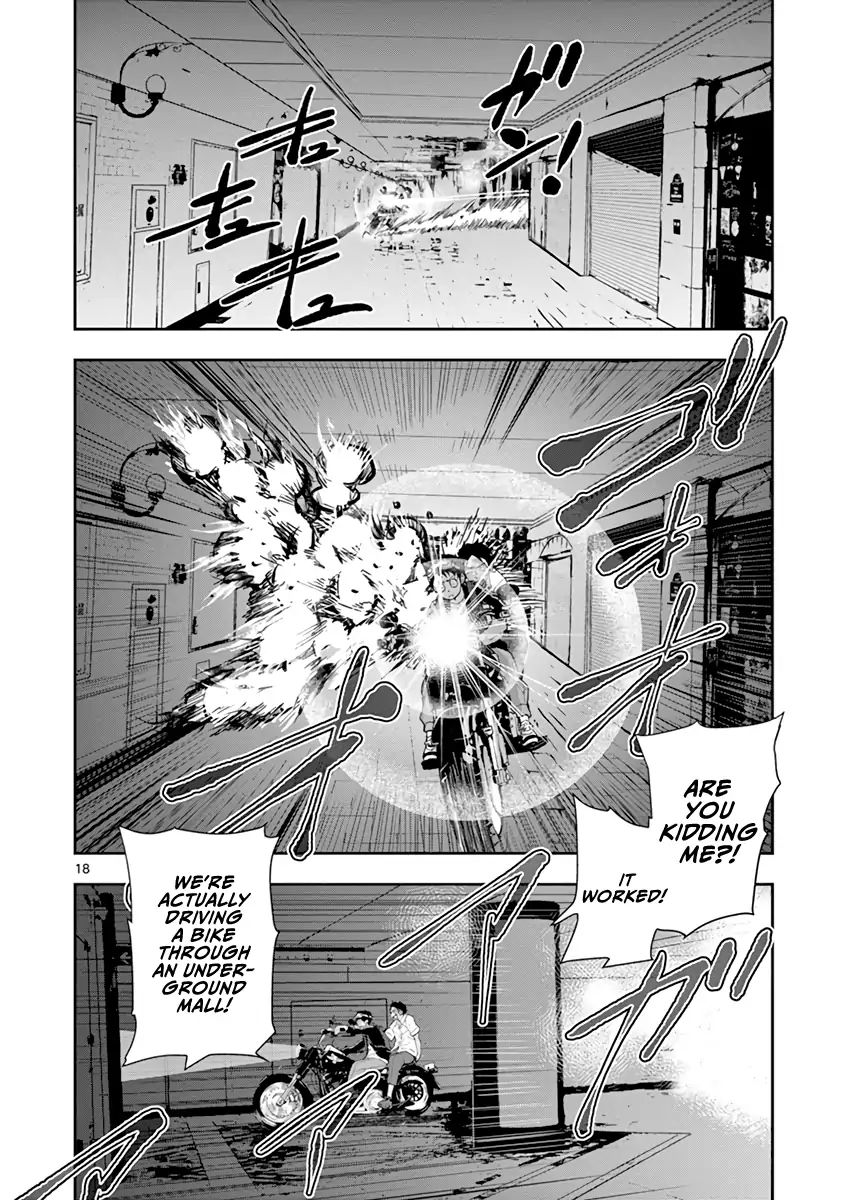 ガン!
キュ
キュ
キュ
ブオオ
ARE
YOU
KIDDING
ME?!
IT
WORKED!
18
WE'RE
ACTUALLY
DRIVING
A BIKE
THROUGH
AN UNDER-
GROUND
MALL!
ガ